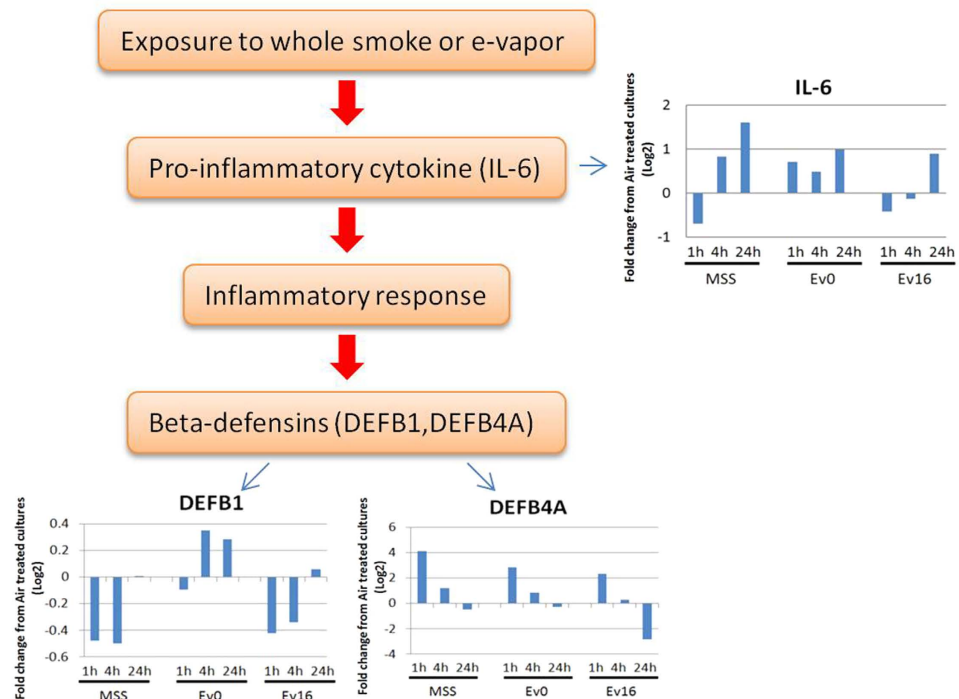 Exposure to whole smoke or e-vapor
Pro-inflammatory cytokine (IL-6)
Inflammatory response
Beta-defensins (DEFB1,DEFB4A)
IL-6
Fold change from Air treated cultures
(Log2)
2
1
0
-1
1h 4h 24h 1h 4h 24h 1h 4h 24h
MSS Ev0 Ev16
DEFB1
Fold change from Air treated cultures
(Log2)
0.4
0.2
0
-0.2
-0.4
-0.6
1h 4h 24h 1h 4h 24h 1h 4h 24h
MSS Ev0 Ev16
DEFB4A
Fold change from Air treated cultures
(Log2)
6
4
2
0
-2
-4
1h 4h 24h 1h 4h 24h 1h 4h 24h
MSS Ev0 Ev16